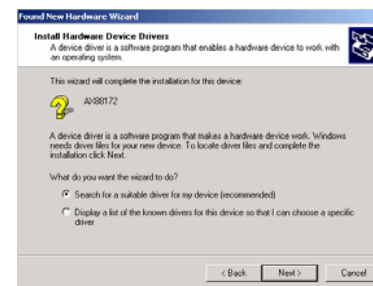 Found New Hardware Wizard
Install Hardware Device Drivers
A device driver is a software program that enables a hardware device to work with
an operating system.
This wizard will complete the installation for this device:
AX88172
A device driver is a software program that makes a hardware device work. Windows
needs driver files for your new device. To locate driver files and complete the
installation click Next.
What do you want the wizard to do?
Search for a suitable driver for my device (recommended)
Display a list of the known drivers for this device so that I can choose a specific
driver
< Back Next > Cancel